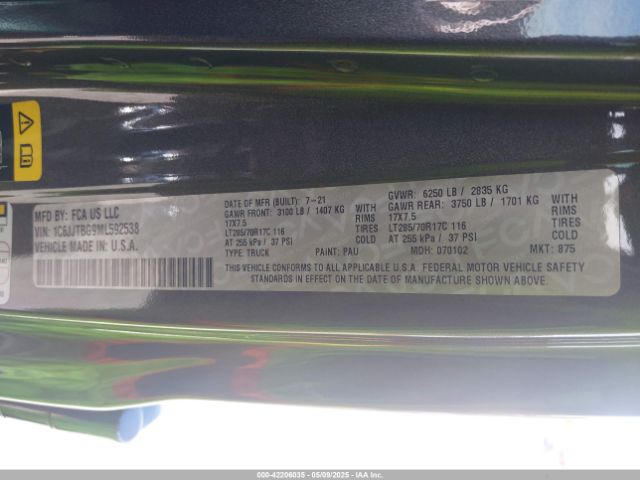 MFD BY: FCA US LLC
VIN: 1C6JJTBG9ML592538
VEHICLE MADE IN U.S.A.
DATE OF MFR (BUILT): 7-21
GAWR FRONT: 3100 LB / 1407 KG WITH
17X7.5 RIMS
LT285/70R17C 116 TIRES
AT 255 kPa / 37 PSI COLD
TYPE: TRUCK PAINT: PAU
GVWR: 6250 LB / 2835 KG
GAWR REAR: 3750 LB / 1701 KG WITH
17X7.5 RIMS
LT285/70R17C 116 TIRES
AT 255 kPa / 37 PSI COLD
MDH: 070102 MKT: 875
THIS VEHICLE CONFORMS TO ALL APPLICABLE U.S.A. FEDERAL MOTOR VEHICLE SAFETY
STANDARDS IN EFFECT ON THE DATE OF MANUFACTURE SHOWN ABOVE.
000-42206035 - 05/09/2025 - IAA Inc.